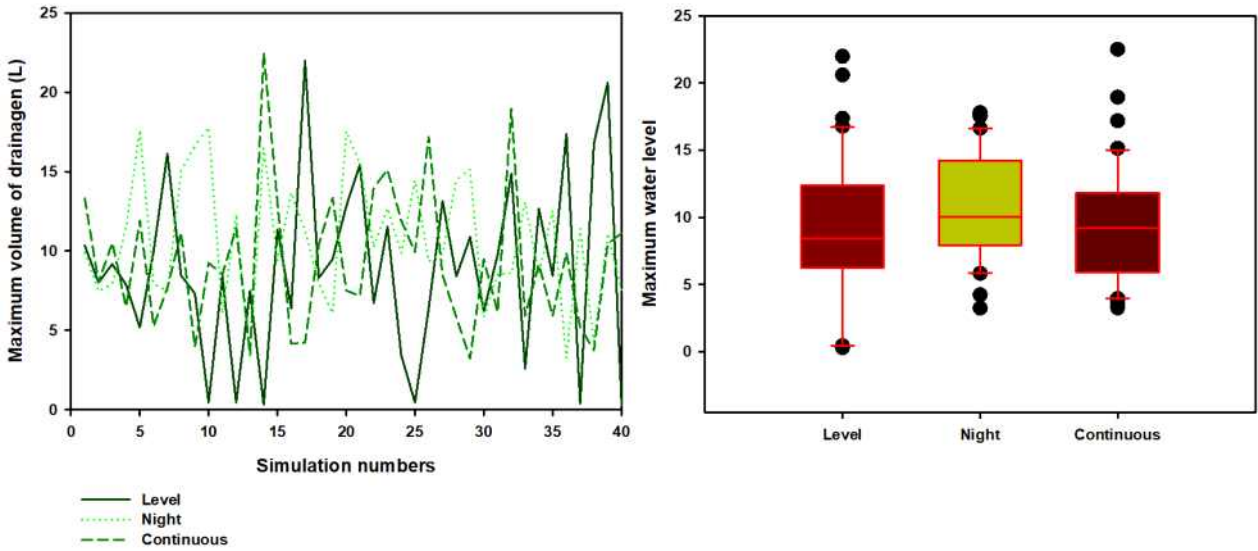 Maximum volume of drainagen (L)
25
20
15
10
5
0
0 5 10 15 20 25 30 35 40
Simulation numbers
Level
Night
Continuous
Maximum water level
25
20
15
10
5
0
Level Night Continuous